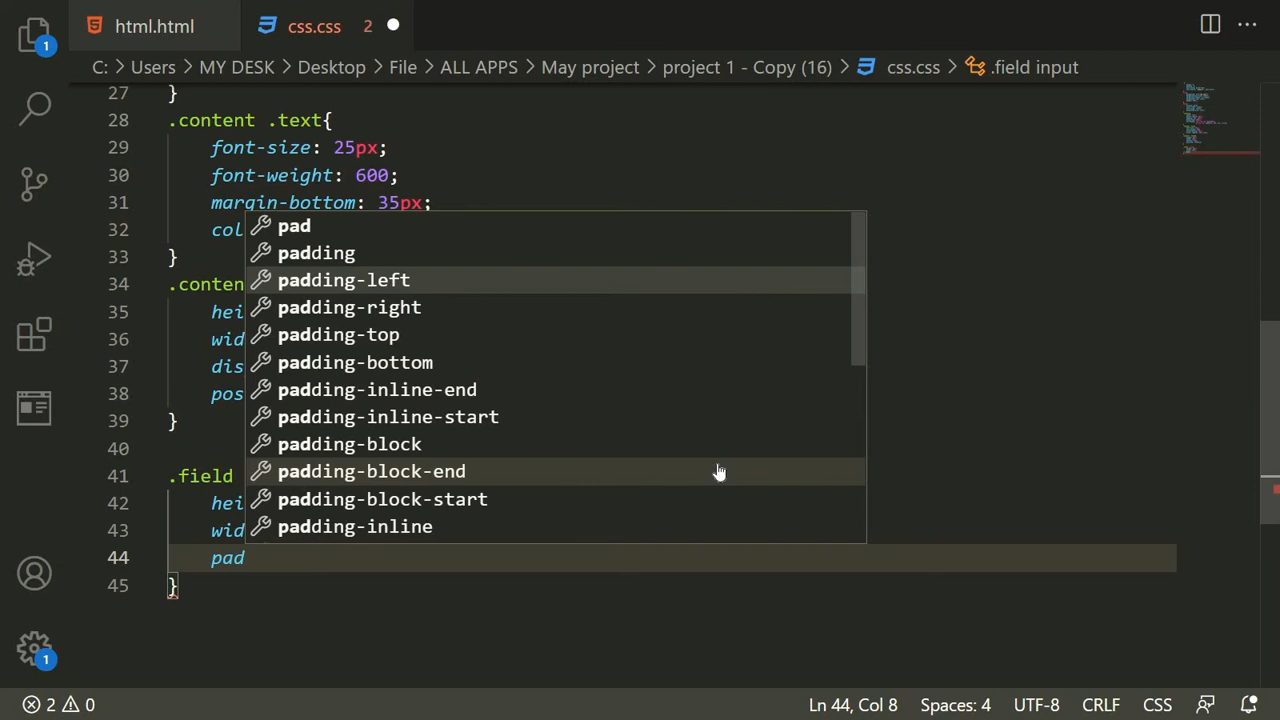 html.html css.css 2
C: > Users > MY DESK > Desktop > File > ALL APPS > May project > project 1 - Copy (16) > css.css > .field input
27 }
28 .content .text{
29 font-size: 25px;
30 font-weight: 600;
31 margin-bottom: 35px;
32 col
33 }
34 .conten
35 hei
36 wid
37 dis
38 pos
39 }
40
41 .field
42 hei
43 wid
44 pad
45 }
pad
padding
padding-left
padding-right
padding-top
padding-bottom
padding-inline-end
padding-inline-start
padding-block
padding-block-end
padding-block-start
padding-inline
1
1
2 0 Ln 44, Col 8 Spaces: 4 UTF-8 CRLF CSS